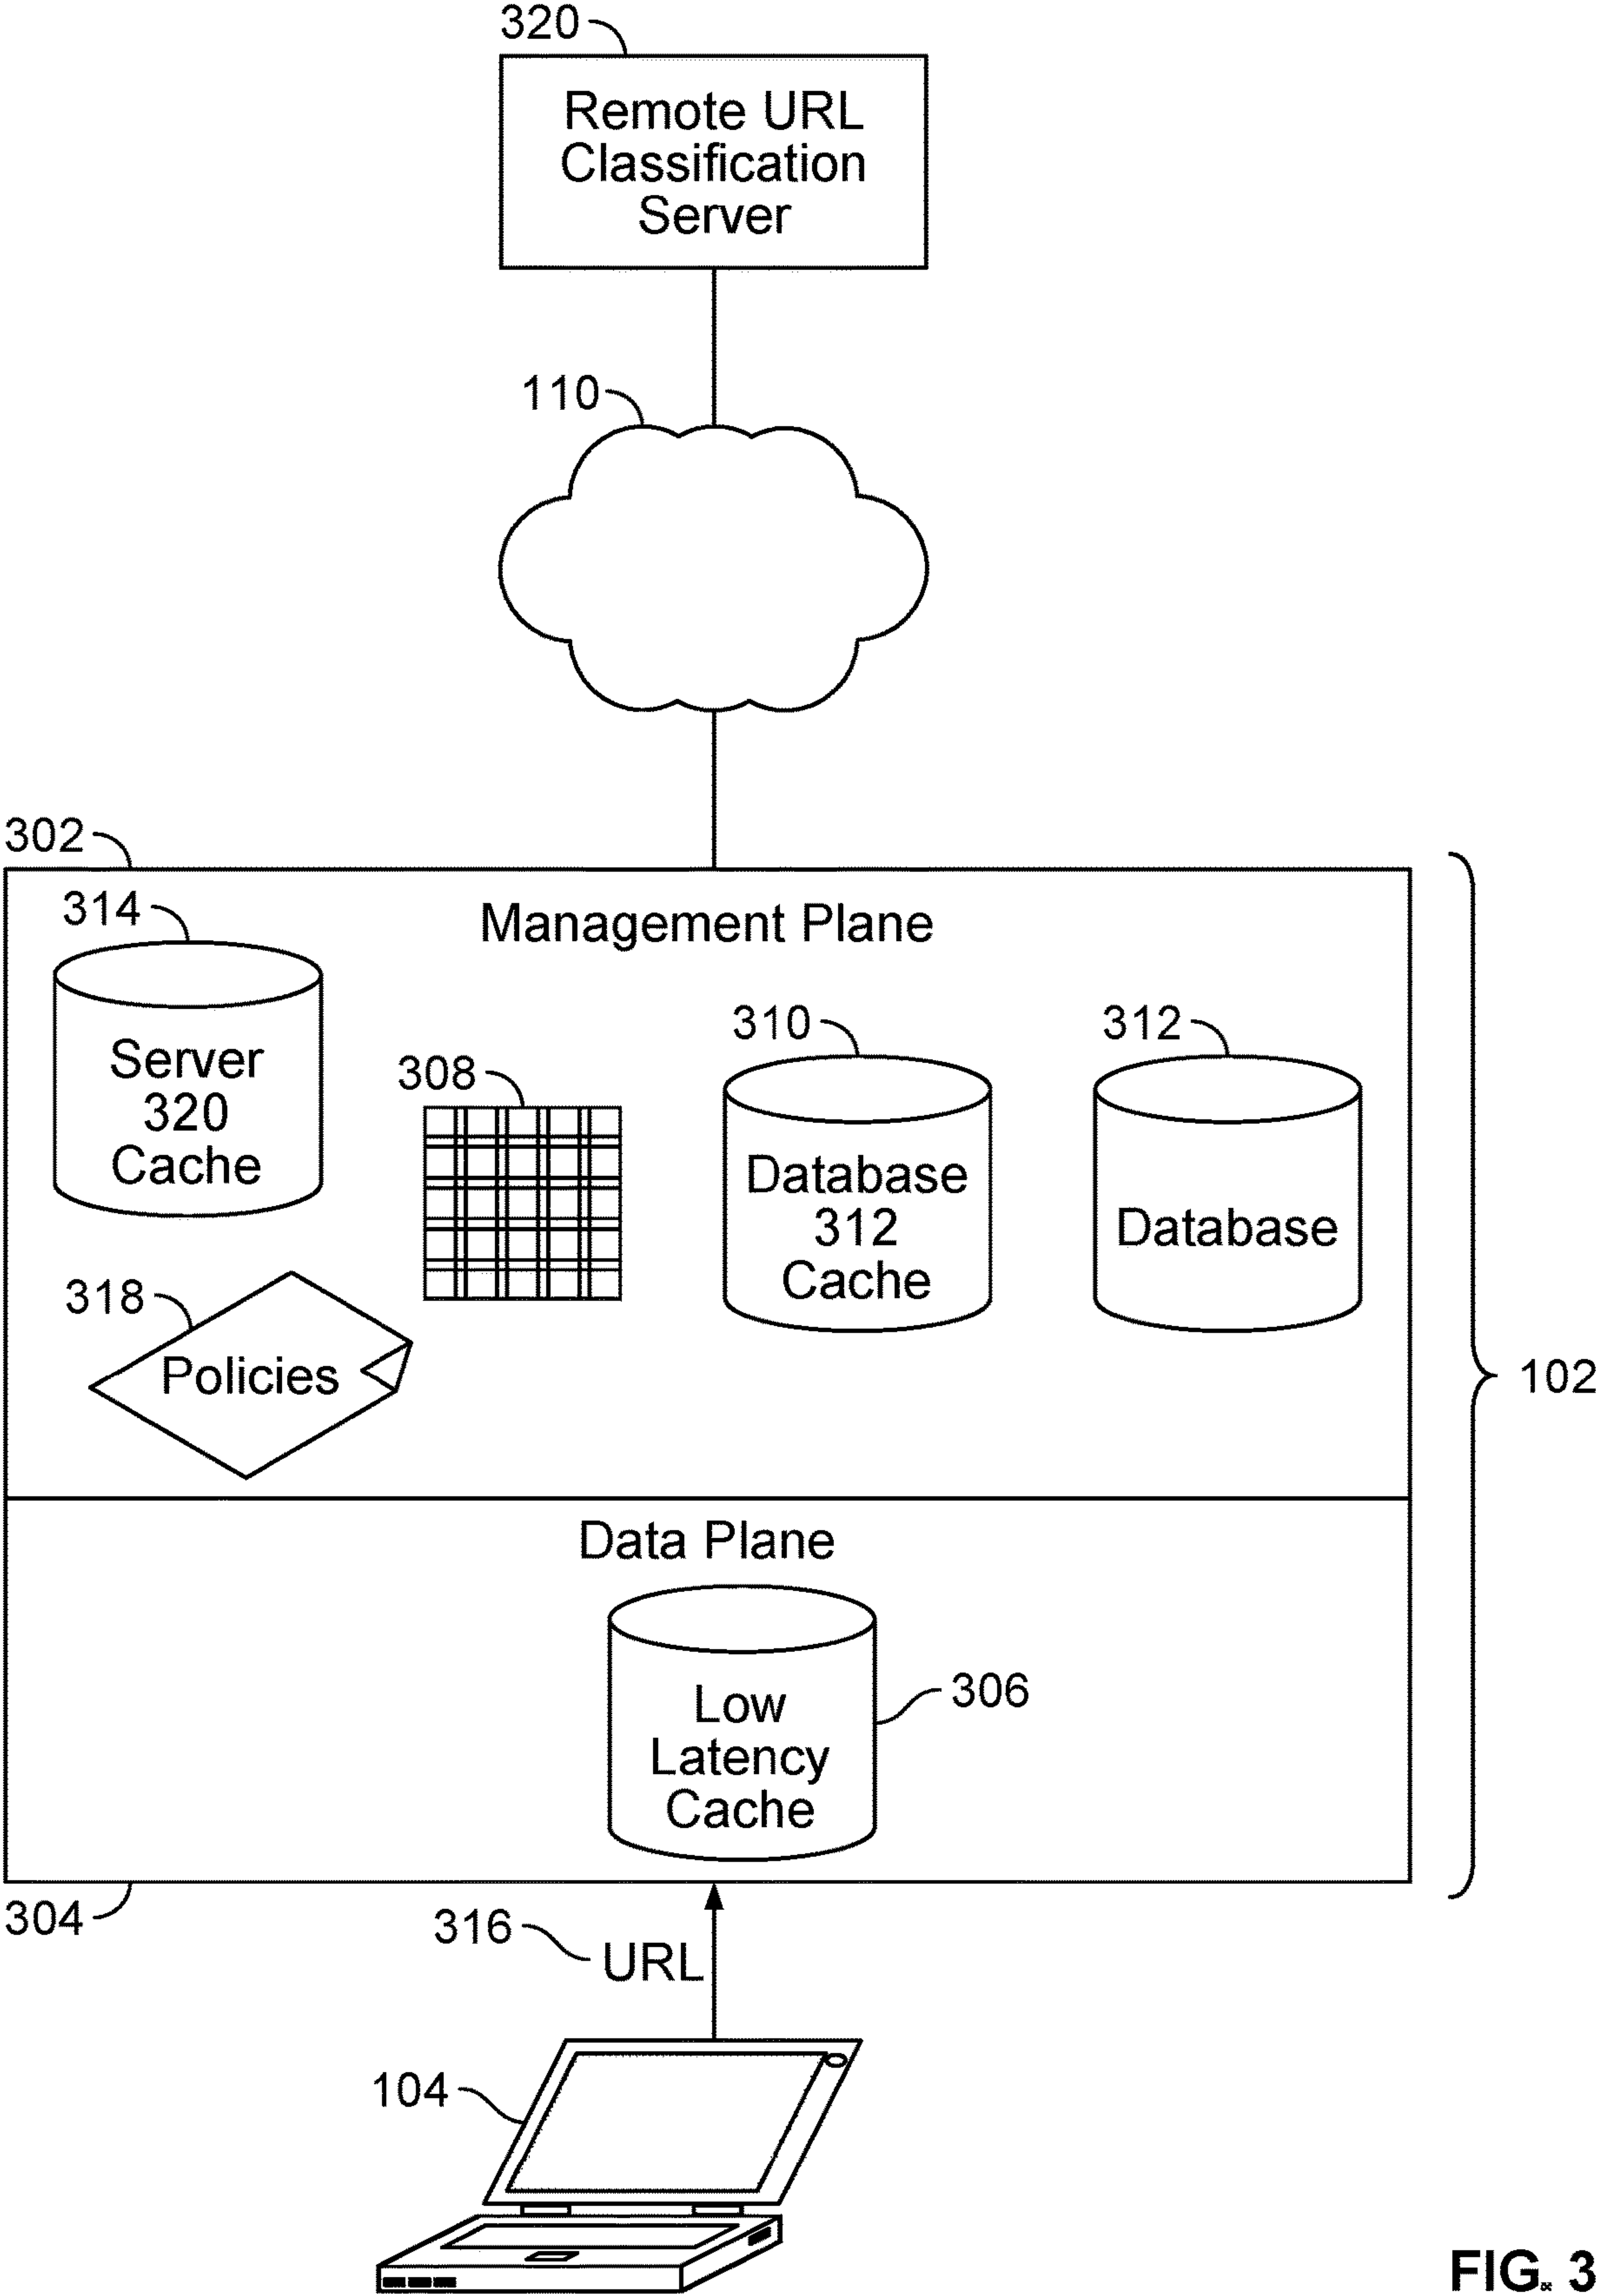 320
Remote URL
Classification
Server
110
302
314
Management Plane
310
312
Server
320
Cache
308
Database
312
Cache
Database
318
Policies
102
Data Plane
Low
Latency
Cache
306
304
316
URL
104
FIG. 3